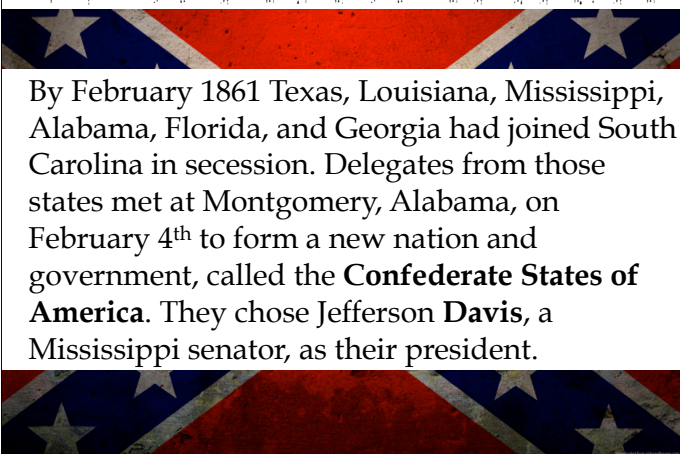 By February 1861 Texas, Louisiana, Mississippi,
Alabama, Florida, and Georgia had joined South
Carolina in secession. Delegates from those
states met at Montgomery, Alabama, on
February 4th to form a new nation and
government, called the Confederate States of
America. They chose Jefferson Davis, a
Mississippi senator, as their president.